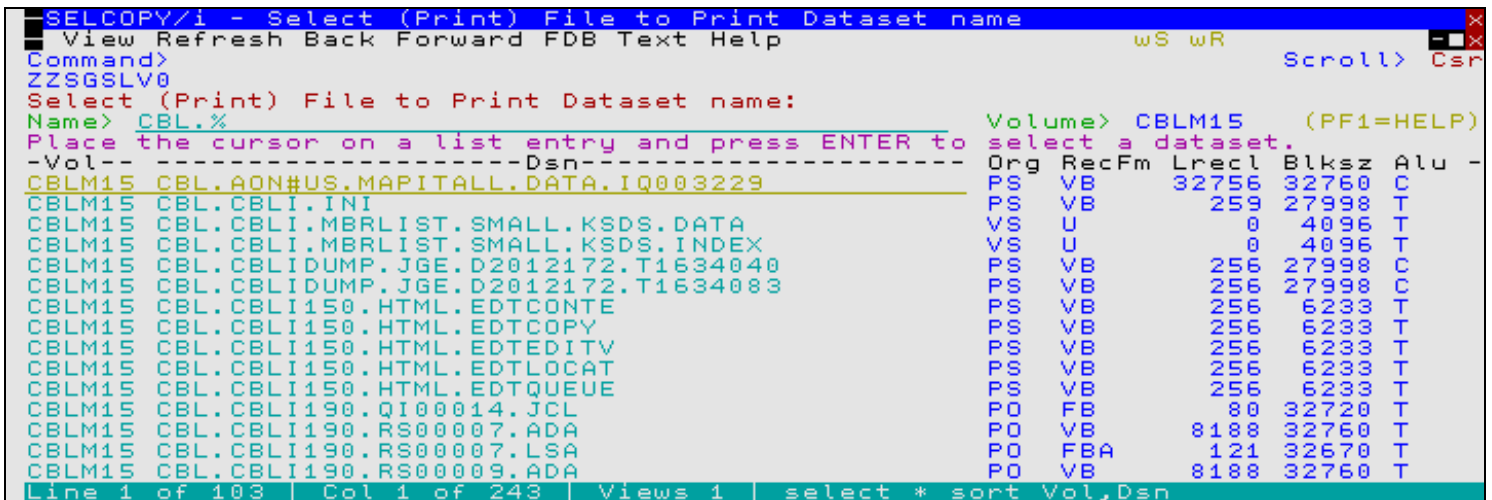 SELCOPY/i - Select (Print) File to Print Dataset name
View Refresh Back Forward FDB Text Help wS wR
Command> Scroll> Csr
ZZSGSLV0
Select (Print) File to Print Dataset name:
Name> CBL.% Volume> CBLM15 (PF1=HELP)
Place the cursor on a list entry and press ENTER to select a dataset.
-Vol-- ---------------------Dsn---------------------- Org RecFm Lrecl Blksz Alu -
CBLM15 CBL.AON#US.MAPITALL.DATA.IQ003229 PS VB 32756 32760 C
CBLM15 CBL.CBLI.INI PS VB 259 27998 T
CBLM15 CBL.CBLI.MBRLIST.SMALL.KSDS.DATA VS U 0 4096 T
CBLM15 CBL.CBLI.MBRLIST.SMALL.KSDS.INDEX VS U 0 4096 T
CBLM15 CBL.CBLIDUMP.JGE.D2012172.T1634040 PS VB 256 27998 C
CBLM15 CBL.CBLIDUMP.JGE.D2012172.T1634083 PS VB 256 27998 C
CBLM15 CBL.CBLI150.HTML.EDTCONTE PS VB 256 6233 T
CBLM15 CBL.CBLI150.HTML.EDTCOPY PS VB 256 6233 T
CBLM15 CBL.CBLI150.HTML.EDTEDITV PS VB 256 6233 T
CBLM15 CBL.CBLI150.HTML.EDTLOCAT PS VB 256 6233 T
CBLM15 CBL.CBLI150.HTML.EDTQUEUE PS VB 256 6233 T
CBLM15 CBL.CBLI190.QI00014.JCL PO FB 80 32720 T
CBLM15 CBL.CBLI190.RS00007.ADA PO VB 8188 32760 T
CBLM15 CBL.CBLI190.RS00007.LSA PO FBA 121 32670 T
CBLM15 CBL.CBLI190.RS00009.ADA PO VB 8188 32760 T
Line 1 of 103 | Col 1 of 243 | Views 1 | select * sort Vol,Dsn